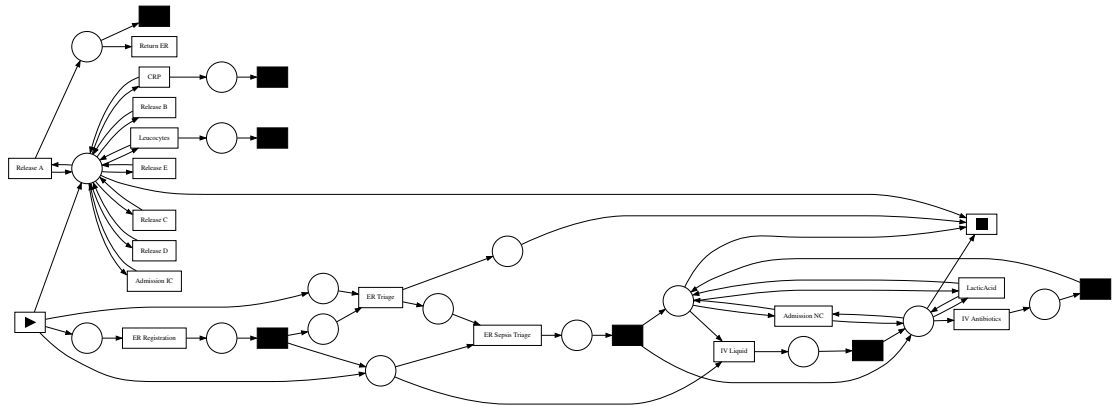 Return ER
CRP
Release B
Leucocytes
Release A
Release E
Release C
Release D
Admission IC
ER Triage
LacticAcid
Admission NC
IV Antibiotics
ER Registration
ER Sepsis Triage
IV Liquid